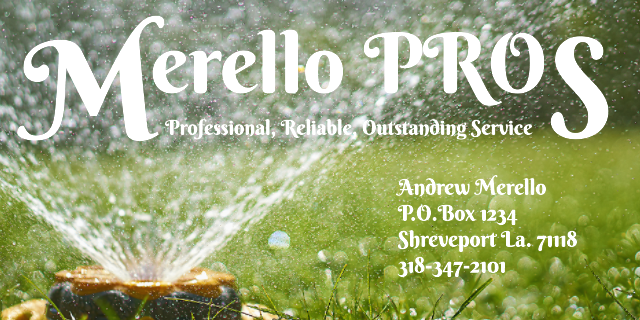 Merello PROS
Professional, Reliable, Outstanding Service
Andrew Merello
P.O.Box 1234
Shreveport La. 71118
318-347-2101